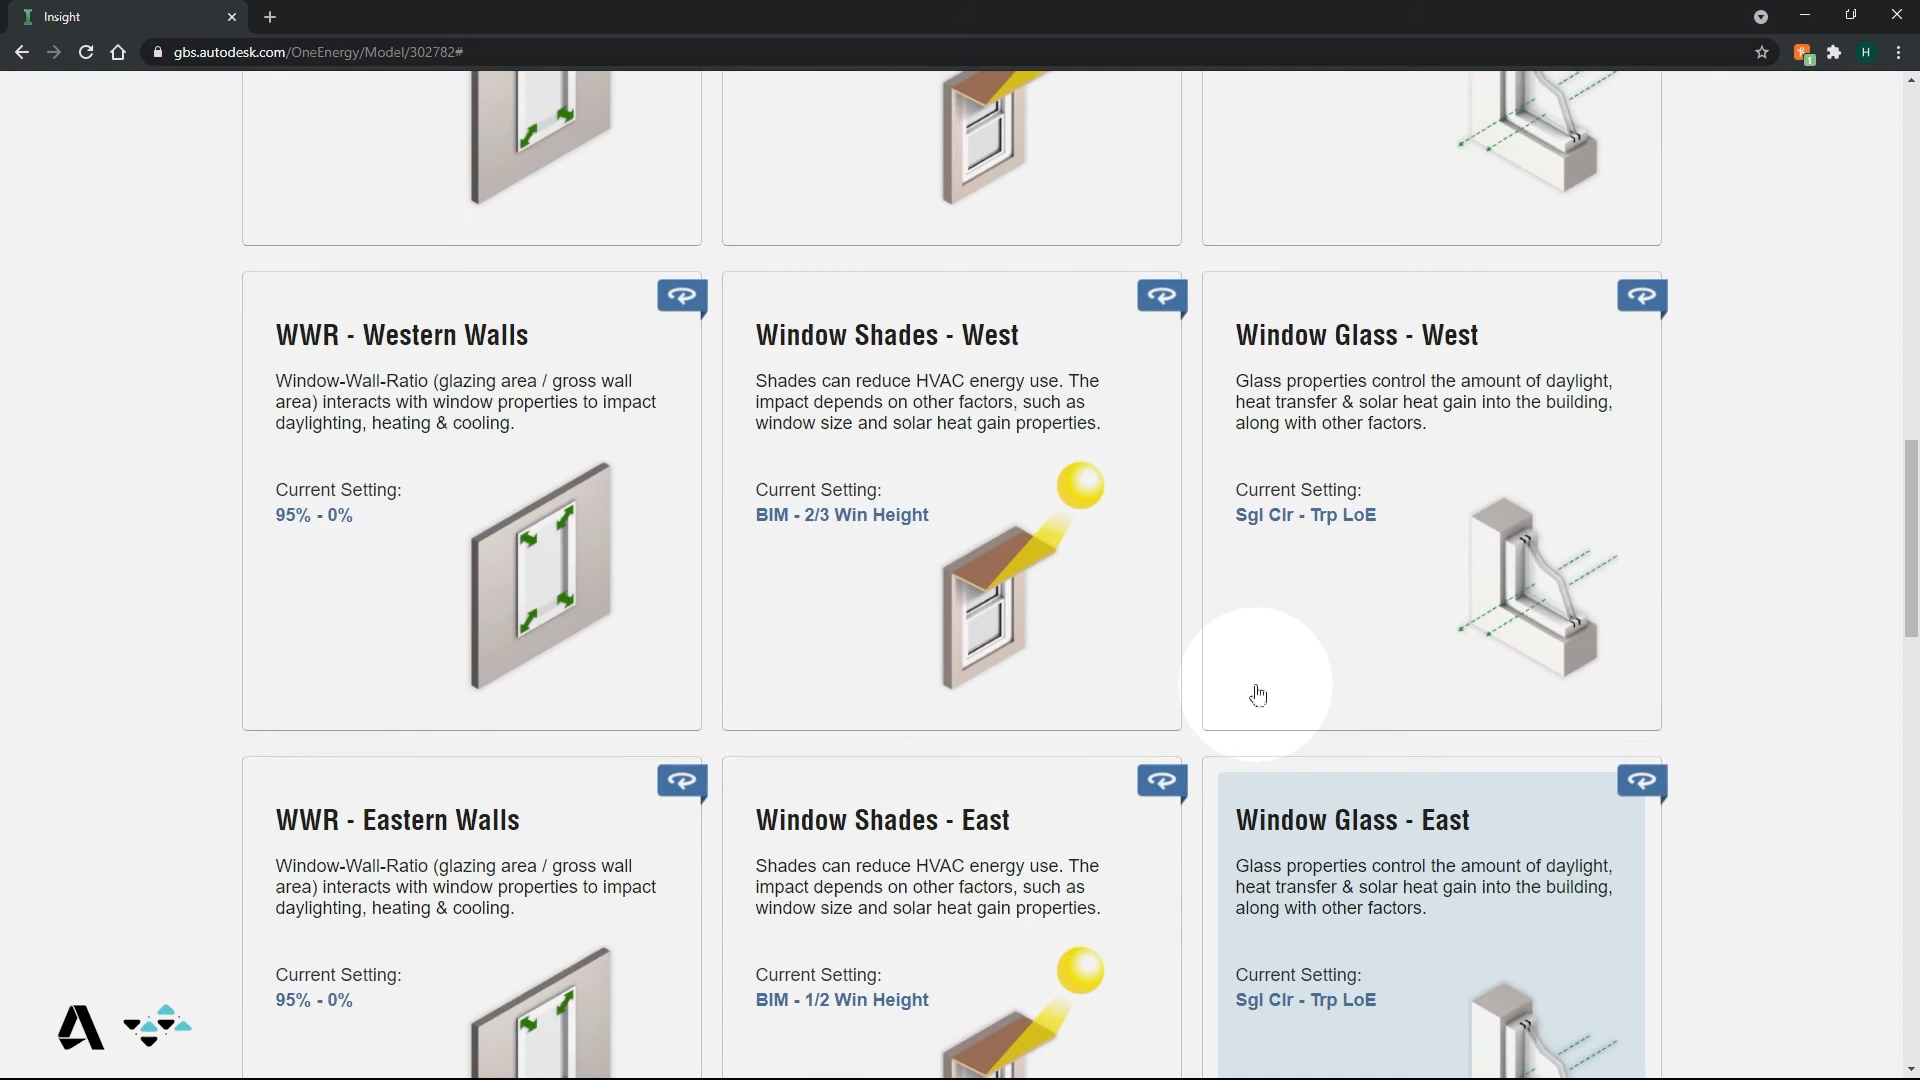 Insight
gbs.autodesk.com/OneEnergy/Model/302782#
1
H
WWR - Western Walls
Window-Wall-Ratio (glazing area / gross wall
area) interacts with window properties to impact
daylighting, heating & cooling.
Current Setting:
95% - 0%
Window Shades - West
Shades can reduce HVAC energy use. The
impact depends on other factors, such as
window size and solar heat gain properties.
Current Setting:
BIM - 2/3 Win Height
Window Glass - West
Glass properties control the amount of daylight,
heat transfer & solar heat gain into the building,
along with other factors.
Current Setting:
Sgl Clr - Trp LoE
WWR - Eastern Walls
Window-Wall-Ratio (glazing area / gross wall
area) interacts with window properties to impact
daylighting, heating & cooling.
Current Setting:
95% - 0%
Window Shades - East
Shades can reduce HVAC energy use. The
impact depends on other factors, such as
window size and solar heat gain properties.
Current Setting:
BIM - 1/2 Win Height
Window Glass - East
Glass properties control the amount of daylight,
heat transfer & solar heat gain into the building,
along with other factors.
Current Setting:
Sgl Clr - Trp LoE